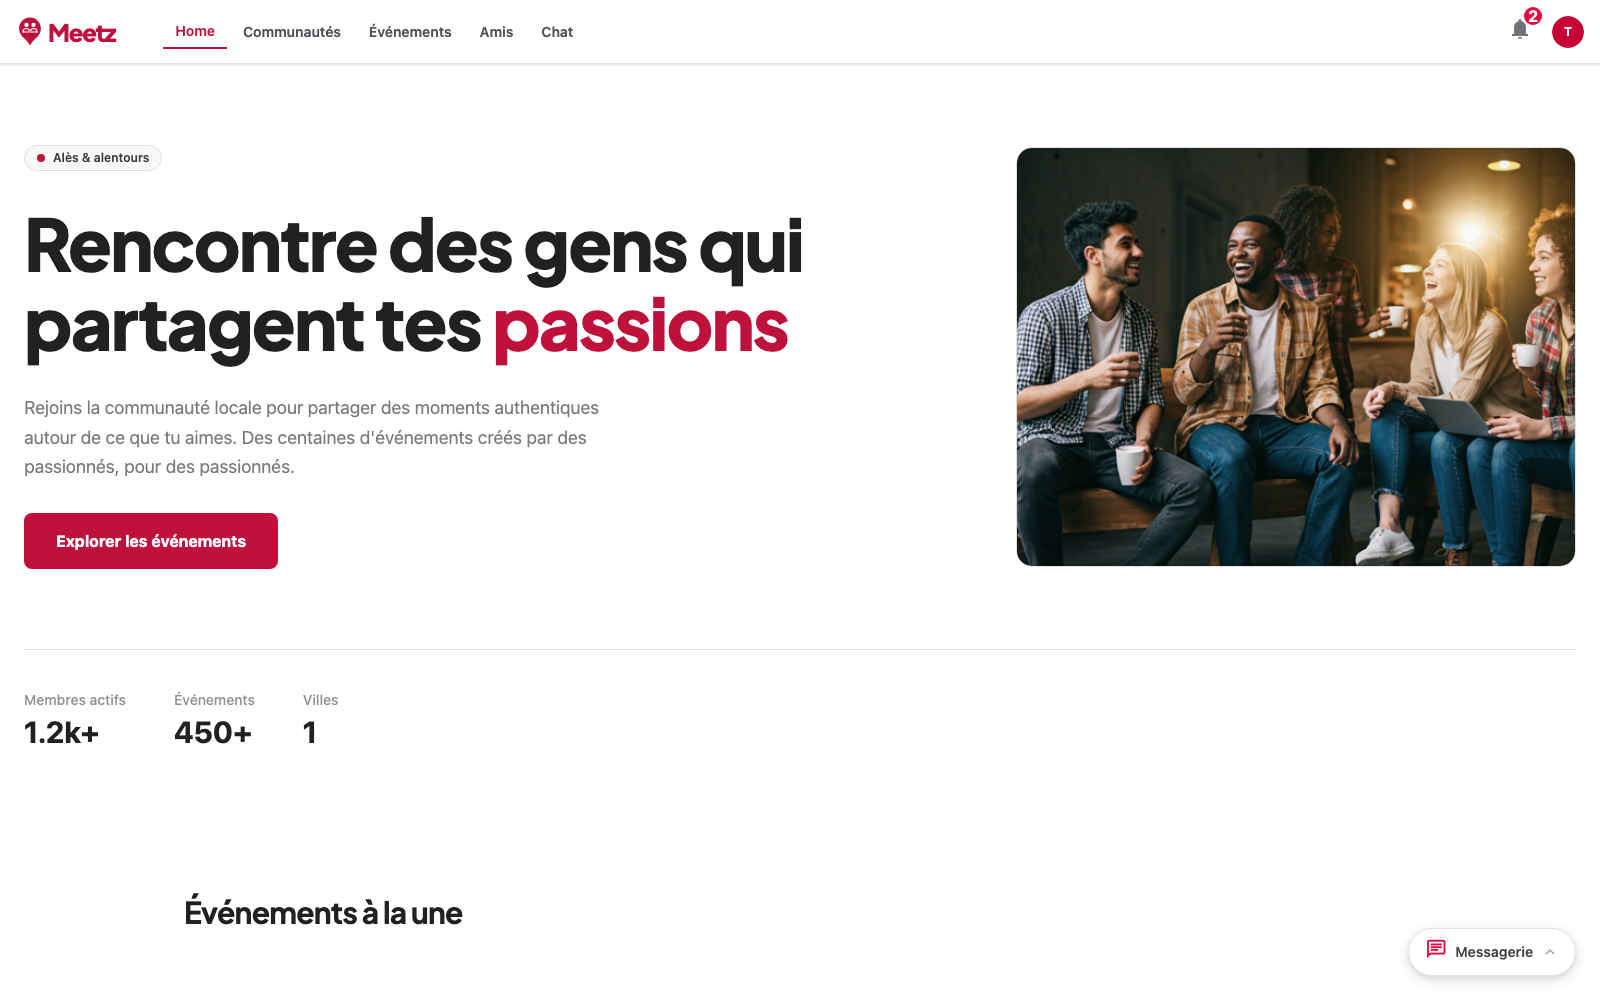 Meetz
Home
Communautés
Événements
Amis
Chat
2
T
Alès & alentours
Rencontre des gens qui
partagent tes passions
Rejoins la communauté locale pour partager des moments authentiques
autour de ce que tu aimes. Des centaines d'événements créés par des
passionnés, pour des passionnés.
Explorer les événements
Membres actifs
1.2k+
Événements
450+
Villes
1
Événements à la une
Messagerie